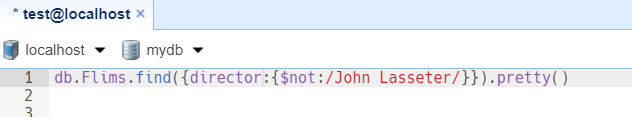 * test@localhost ×
localhost mydb
1 db.Flims.find({director:{$not:/John Lasseter/}}).pretty()
2
3